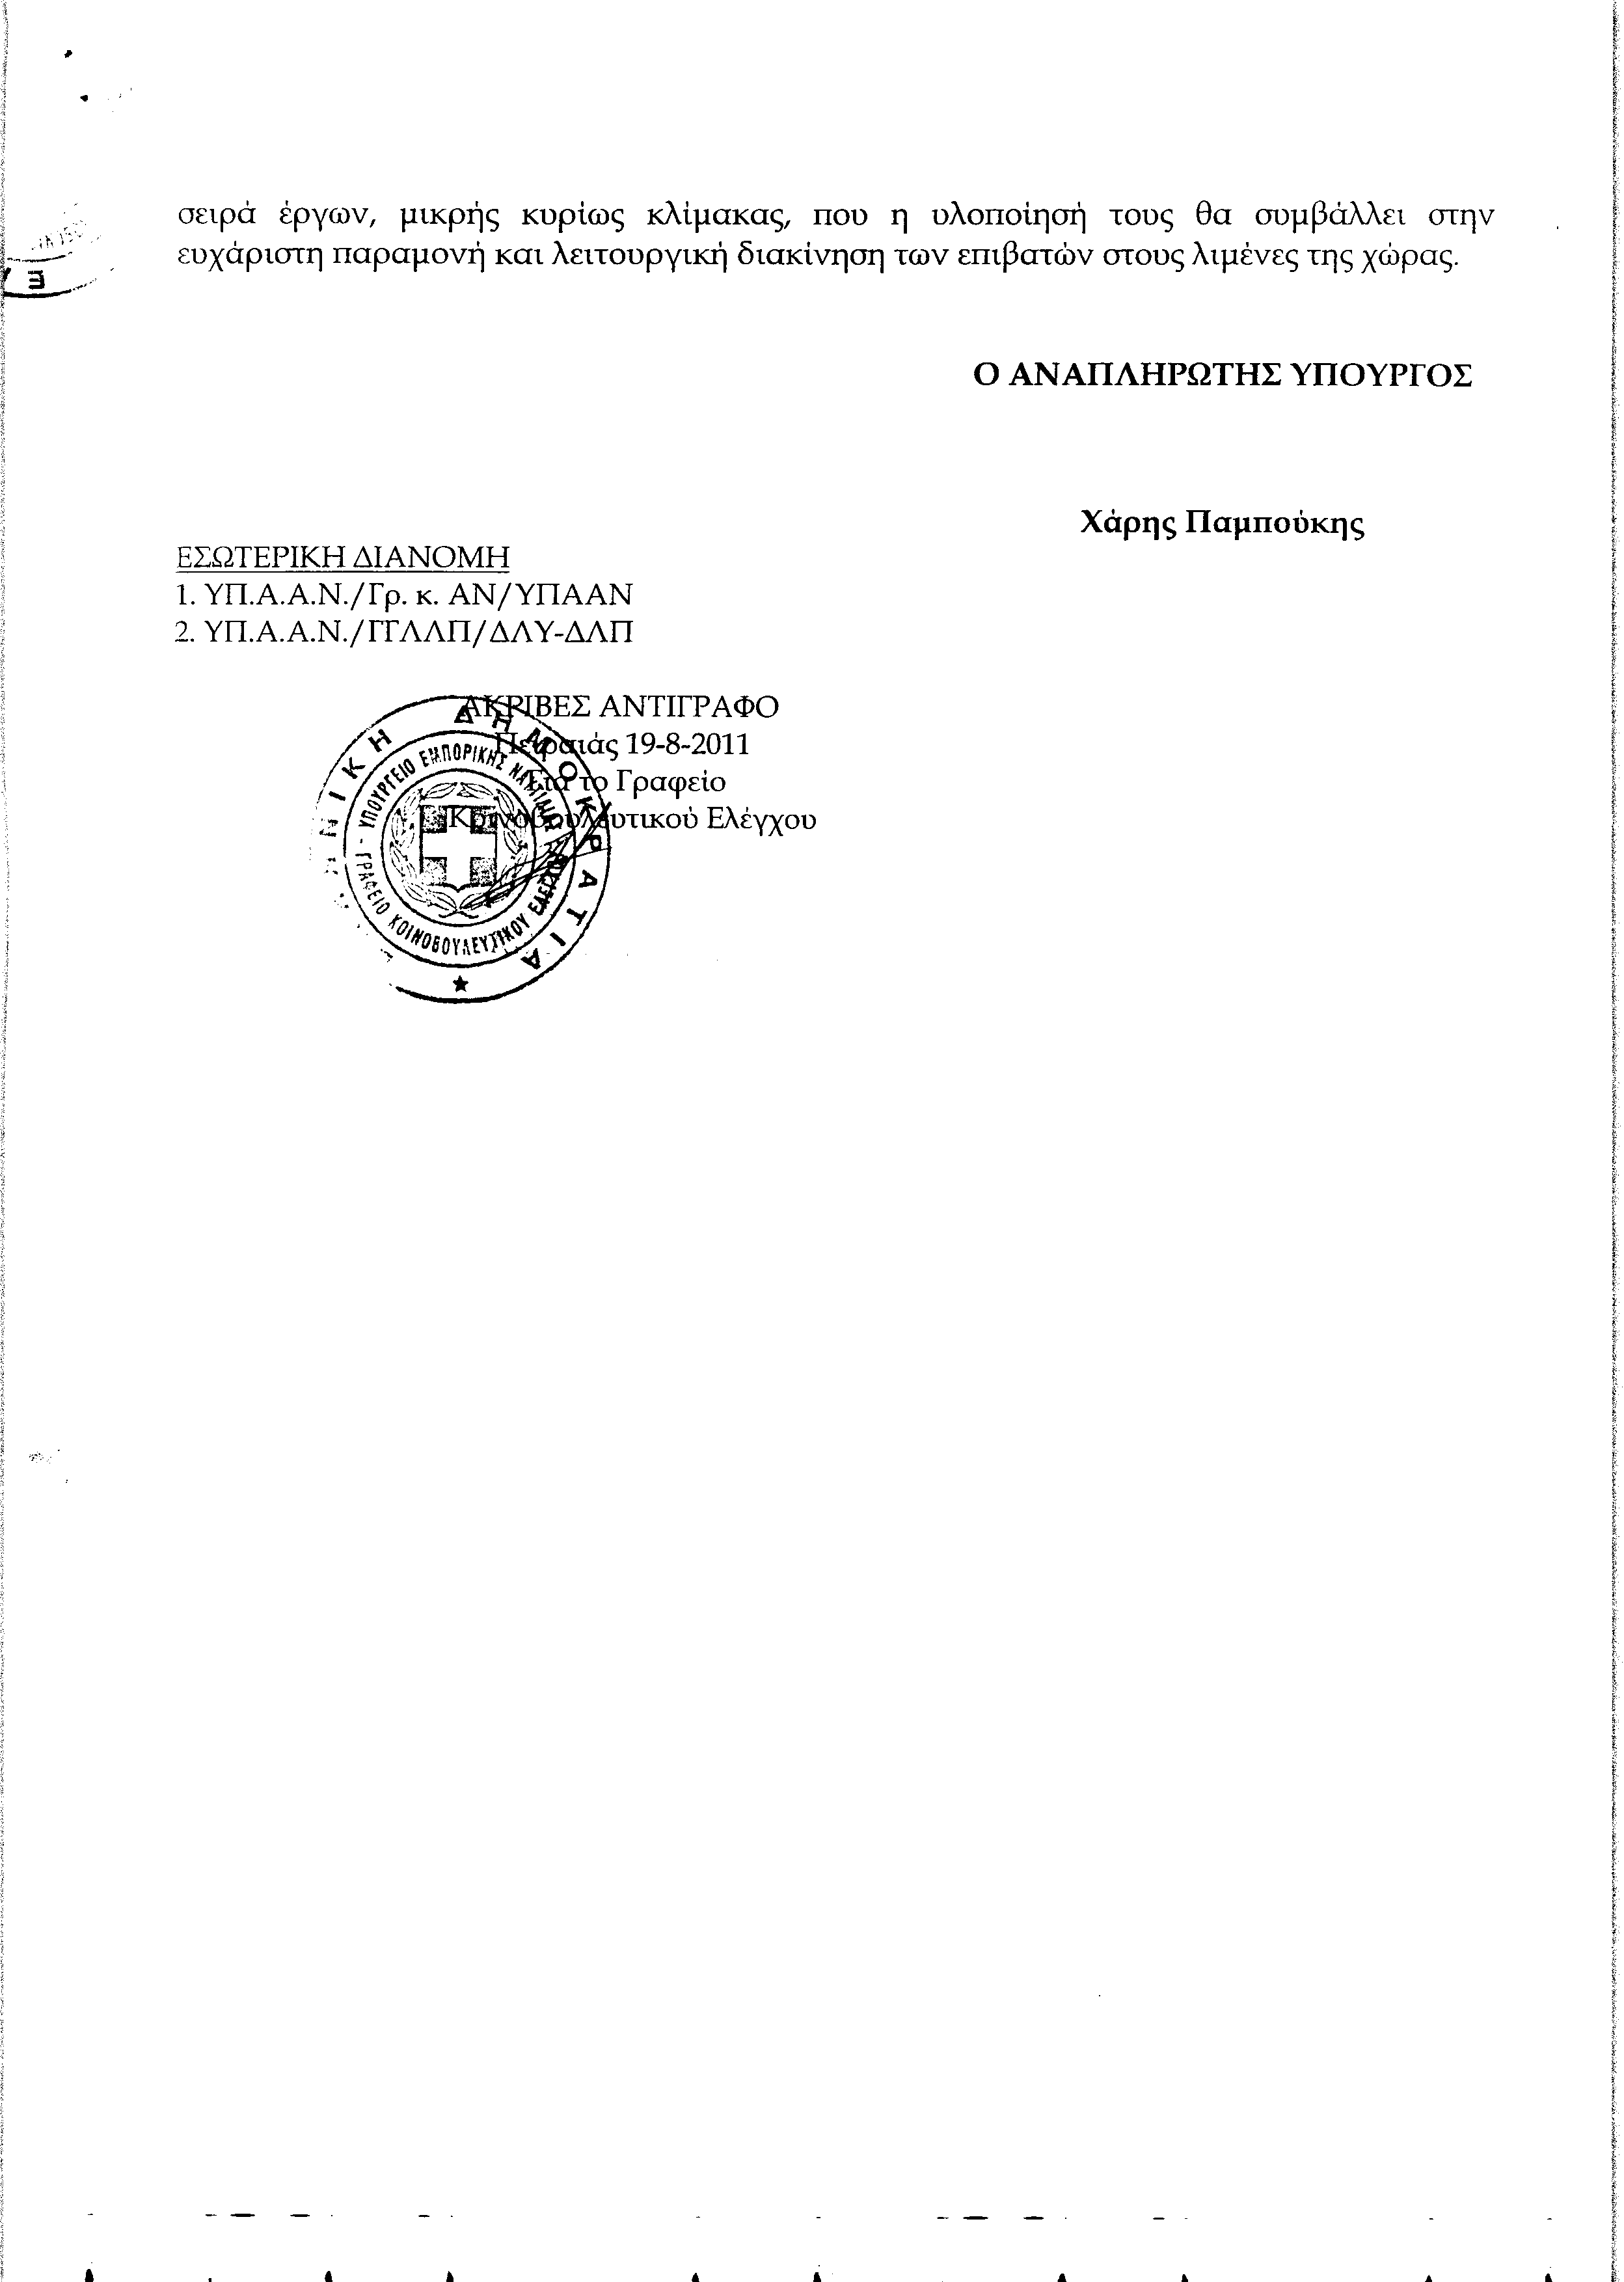 σειρά έργων, μικρής κυρίως κλίμακας, που η υλοποίησή τους θα συμβάλλει στην
ευχάριστη παραμονή και λειτουργική διακίνηση των επιβατών στους λιμένες της χώρας.
Ο ΑΝΑΠΛΗΡΩΤΗΣ ΥΠΟΥΡΓΟΣ
Χάρης Παμπούκης
ΕΣΩΤΕΡΙΚΗ ΔΙΑΝΟΜΗ
1. ΥΠ.Α.Α.Ν./Γρ. κ. ΑΝ/ΥΠΑΑΝ
2. ΥΠ.Α.Α.Ν./ΓΓΛΛΠ/ΔΛΥ-ΔΛΠ
ΑΚΡΙΒΕΣ ΑΝΤΙΓΡΑΦΟ
Πειραιάς 19-8-2011
Για το Γραφείο
Κοινοβουλευτικού Ελέγχου
ΔΗΜΟΚΡΑΤΙΑ
ΥΠΟΥΡΓΕΙΟ ΕΜΠΟΡΙΚΗΣ
ΓΡΑΦΕΙΟ ΚΟΙΝΟΒΟΥΛΕΥΤΙΚΟΥ